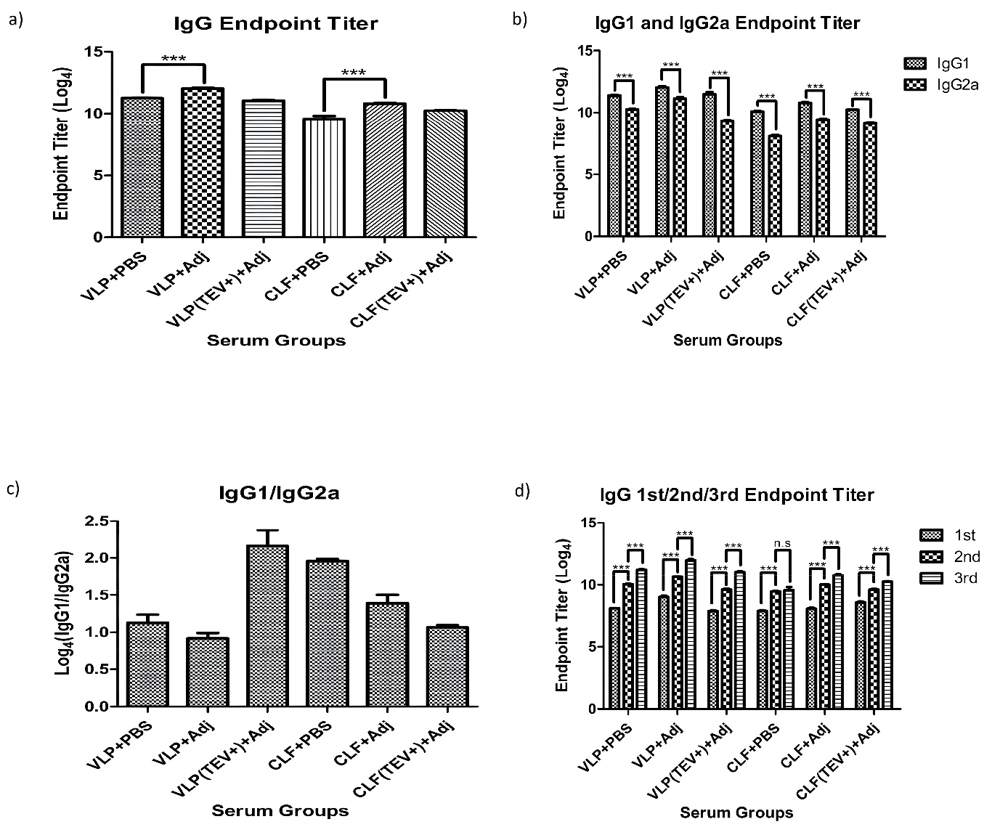 a)
IgG Endpoint Titer
Endpoint Titer (Log4)
15
10
5
0
***
***
VLP+PBS
VLP+Adj
VLP(TEV+)+Adj
CLF+PBS
CLF+Adj
CLF(TEV+)+Adj
Serum Groups
b)
IgG1 and IgG2a Endpoint Titer
Endpoint Titer (Log4)
15
10
5
0
***
***
***
***
***
***
IgG1
IgG2a
VLP+PBS
VLP+Adj
VLP(TEV+)+Adj
CLF+PBS
CLF+Adj
CLF(TEV+)+Adj
Serum Groups
c)
IgG1/IgG2a
Log4(IgG1/IgG2a)
2.5
2.0
1.5
1.0
0.5
0.0
VLP+PBS
VLP+Adj
VLP(TEV+)+Adj
CLF+PBS
CLF+Adj
CLF(TEV+)+Adj
Serum Groups
d)
IgG 1st/2nd/3rd Endpoint Titer
Endpoint Titer (Log4)
15
10
5
0
***
***
***
***
***
***
***
n.s
***
***
***
***
1st
2nd
3rd
VLP+PBS
VLP+Adj
VLP(TEV+)+Adj
CLF+PBS
CLF+Adj
CLF(TEV+)+Adj
Serum Groups